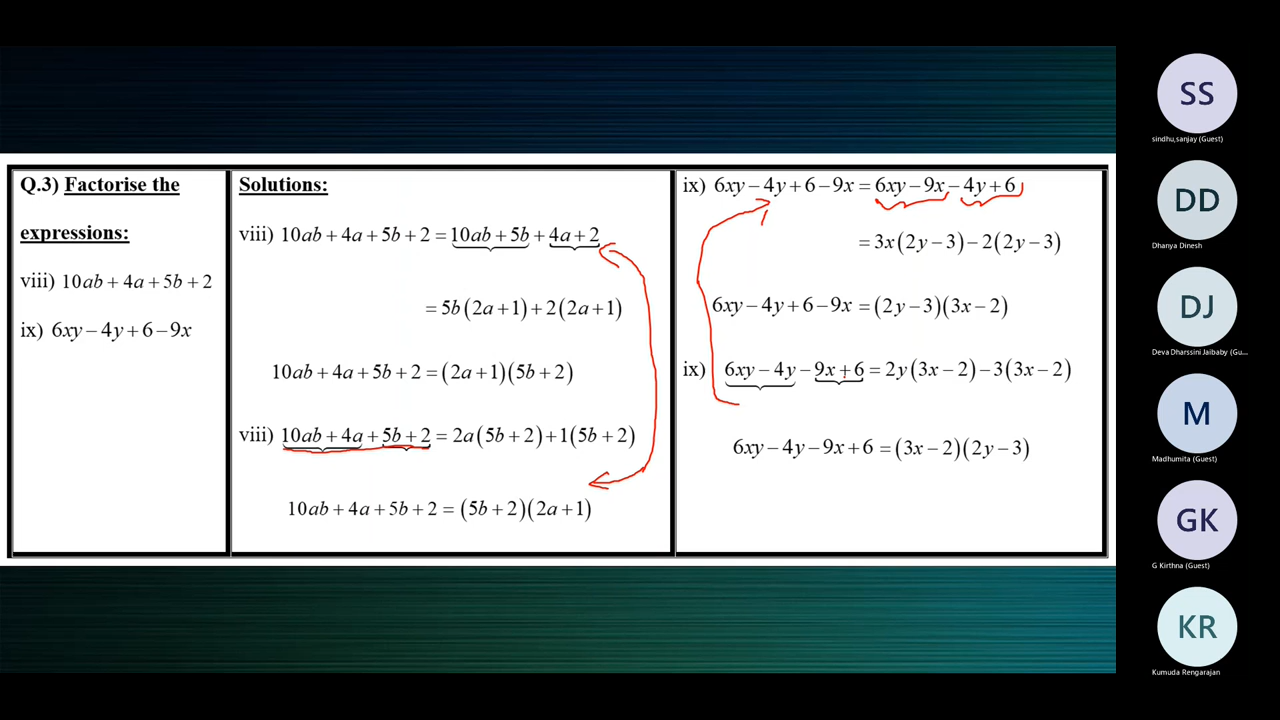 Q.3) Factorise the
expressions:
viii) 10ab + 4a + 5b + 2
ix) 6xy − 4y + 6 − 9x
Solutions:
viii) 10ab + 4a + 5b + 2 = 10ab + 5b + 4a + 2
= 5b(2a + 1) + 2(2a + 1)
10ab + 4a + 5b + 2 = (2a + 1)(5b + 2)
viii) 10ab + 4a + 5b + 2 = 2a(5b + 2) + 1(5b + 2)
10ab + 4a + 5b + 2 = (5b + 2)(2a + 1)
ix) 6xy − 4y + 6 − 9x = 6xy − 9x − 4y + 6
= 3x(2y − 3) − 2(2y − 3)
6xy − 4y + 6 − 9x = (2y − 3)(3x − 2)
ix) 6xy − 4y − 9x + 6 = 2y(3x − 2) − 3(3x − 2)
6xy − 4y − 9x + 6 = (3x − 2)(2y − 3)
SS
sindhu,sanjay (Guest)
DD
Dhanya Dinesh
DJ
Deva Dharssini Jaibaby (Gu...
M
Madhumita (Guest)
GK
G Kirthna (Guest)
KR
Kumuda Rengarajan